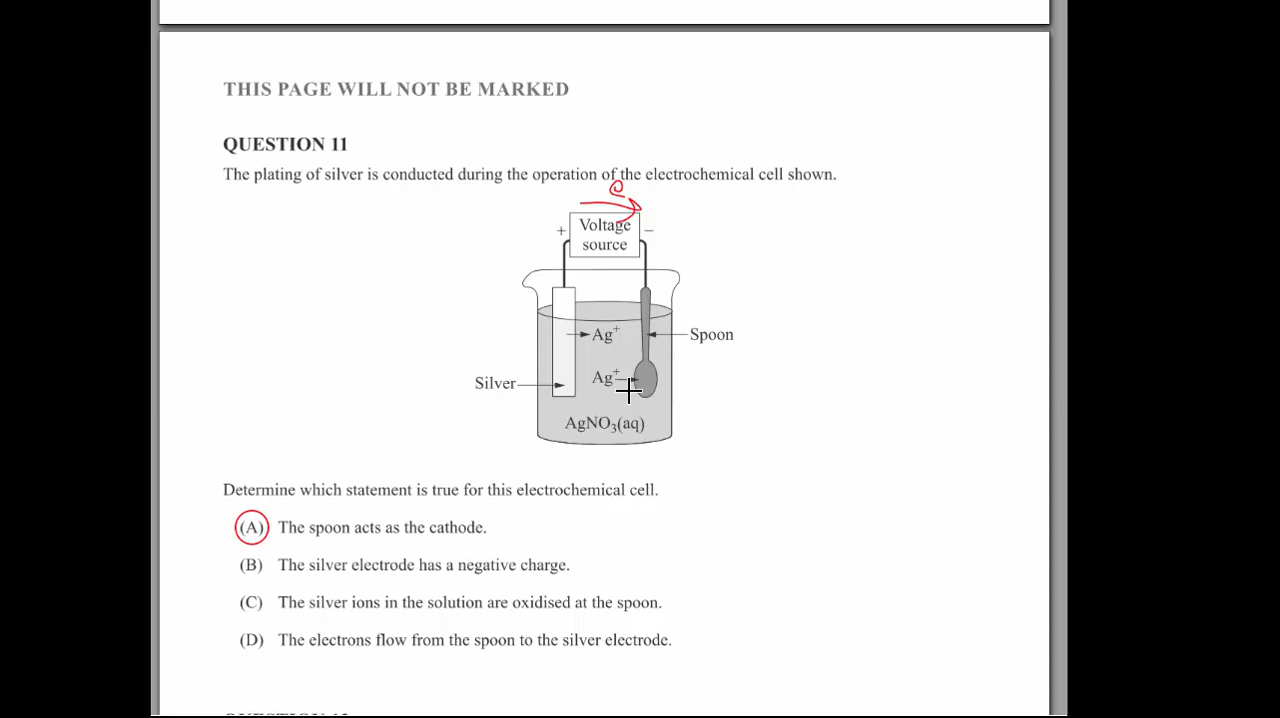 THIS PAGE WILL NOT BE MARKED
QUESTION 11
The plating of silver is conducted during the operation of the electrochemical cell shown.
e
+ Voltage −
source
Ag⁺ Spoon
Silver Ag⁺
AgNO₃(aq)
Determine which statement is true for this electrochemical cell.
(A) The spoon acts as the cathode.
(B) The silver electrode has a negative charge.
(C) The silver ions in the solution are oxidised at the spoon.
(D) The electrons flow from the spoon to the silver electrode.